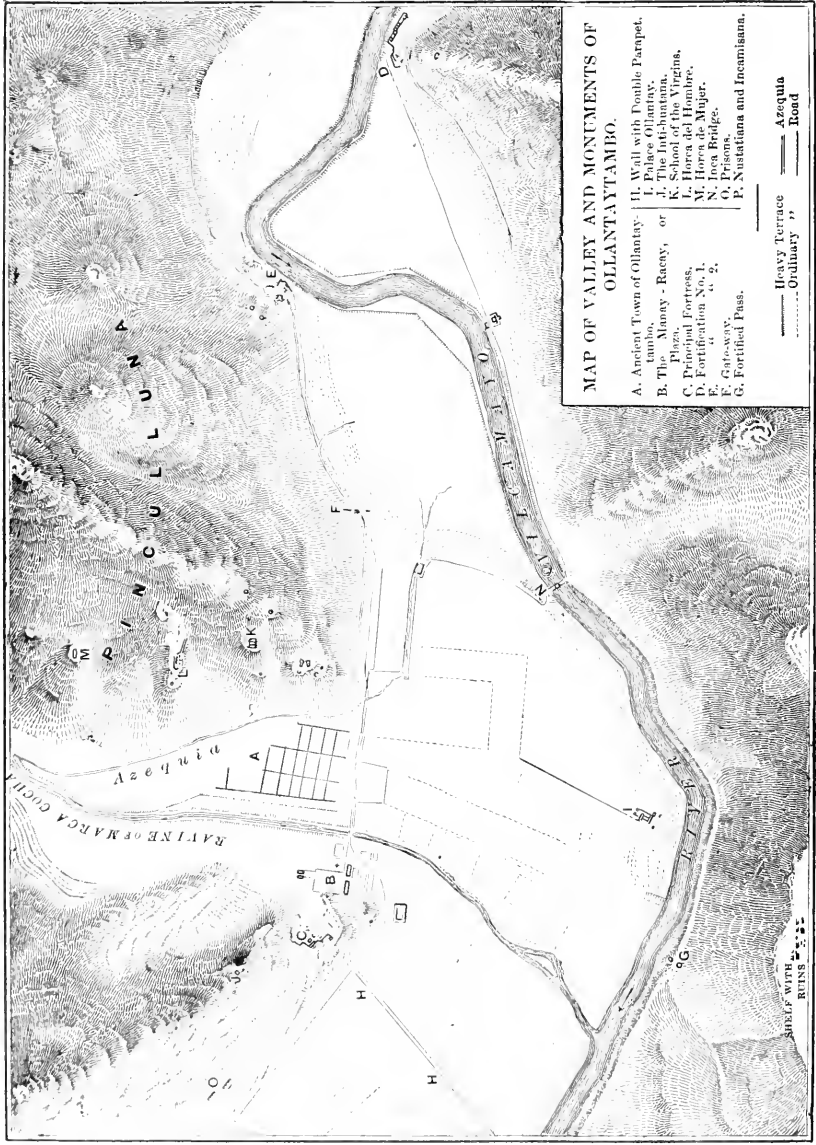 MAP OF VALLEY AND MONUMENTS OF
OLLANTAYTAMBO.
A. Ancient Town of Ollantay-
tambo.
B. The Manay-Racay, or
Plaza.
C. Principal Fortress.
D. Fortification No. 1.
E. " " 2.
F. Gate-way.
G. Fortified Pass.
H. Wall with Double Parapet.
I. Palace Ollantay.
J. The Inti-huatana.
K. School of the Virgins.
L. Horca del Hombre.
M. Horca de Mujer.
N. Inca Bridge.
O. Prisons.
P. Nustatiana and Incamisana.
Heavy Terrace
Ordinary "
Azequia
Road
RAVINE OF MARCA COCHA
Azequia
PINCULLUNA
RIVER
SHELF WITH
RUINS
A
B
C
D
E
F
G
H
H
I
J
K
L
M
N
O
P